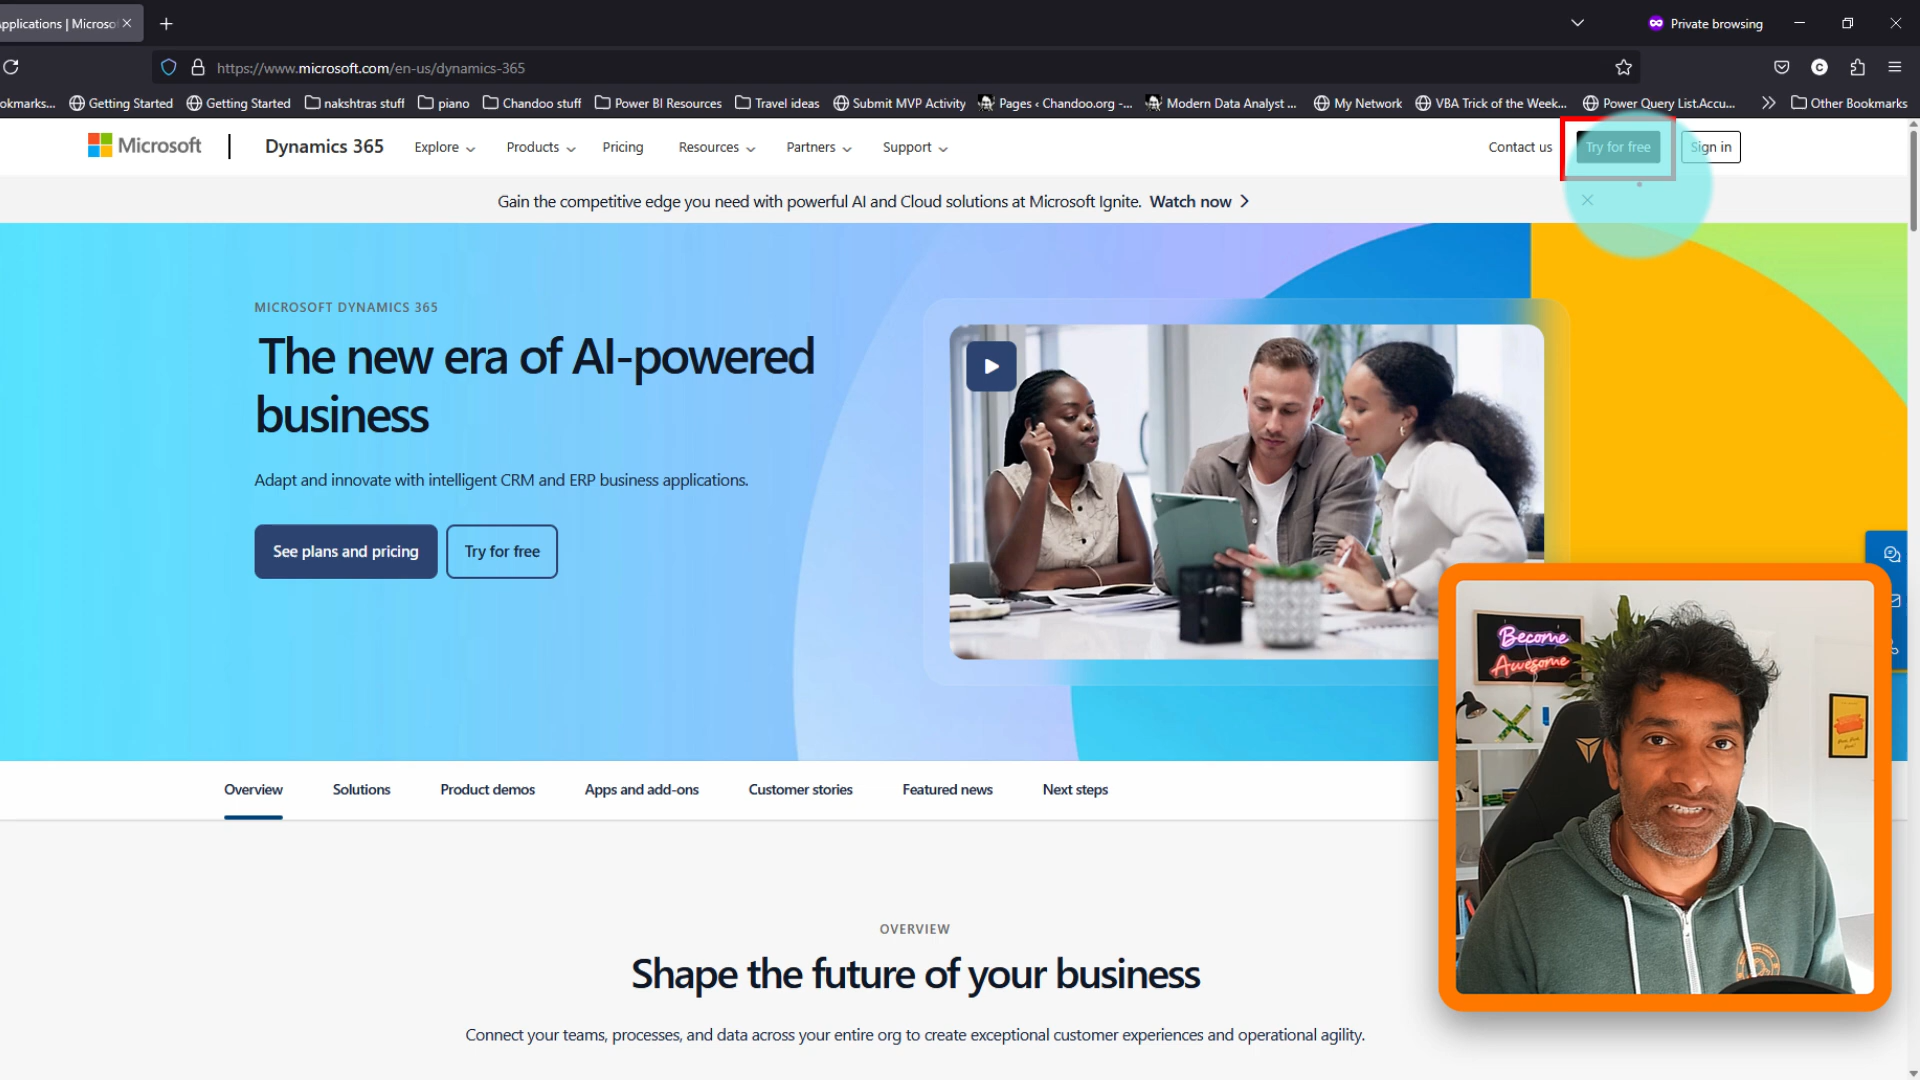 pplications | Microso
Private browsing
https://www.microsoft.com/en-us/dynamics-365
okmarks...
Getting Started
Getting Started
nakshtras stuff
piano
Chandoo stuff
Power BI Resources
Travel ideas
Submit MVP Activity
Pages ‹ Chandoo.org -...
Modern Data Analyst ...
My Network
VBA Trick of the Week...
Power Query List.Accu...
Other Bookmarks
Microsoft
Dynamics 365
Explore
Products
Pricing
Resources
Partners
Support
Contact us
Try for free
Sign in
Gain the competitive edge you need with powerful AI and Cloud solutions at Microsoft Ignite. Watch now
MICROSOFT DYNAMICS 365
The new era of AI-powered
business
Adapt and innovate with intelligent CRM and ERP business applications.
See plans and pricing
Try for free
Become
Awesome
Overview
Solutions
Product demos
Apps and add-ons
Customer stories
Featured news
Next steps
OVERVIEW
Shape the future of your business
Connect your teams, processes, and data across your entire org to create exceptional customer experiences and operational agility.